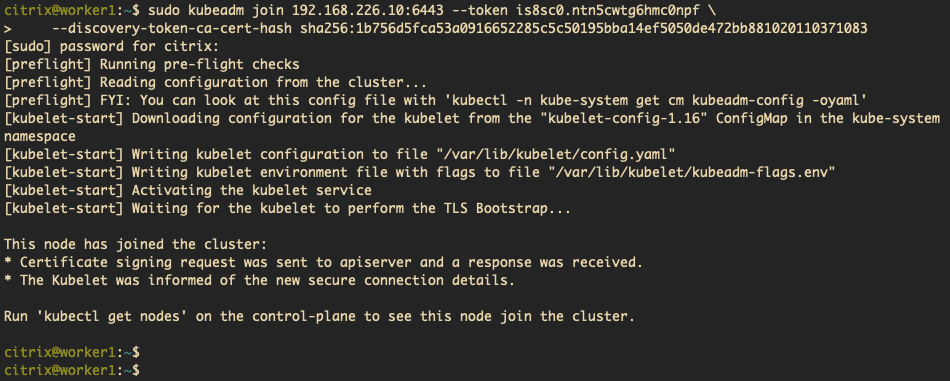 citrix@worker1:~$ sudo kubeadm join 192.168.226.10:6443 --token is8sc0.ntn5cwtg6hmc0npf \
>     --discovery-token-ca-cert-hash sha256:1b756d5fca53a0916652285c5c50195bba14ef5050de472bb881020110371083
[sudo] password for citrix:
[preflight] Running pre-flight checks
[preflight] Reading configuration from the cluster...
[preflight] FYI: You can look at this config file with 'kubectl -n kube-system get cm kubeadm-config -oyaml'
[kubelet-start] Downloading configuration for the kubelet from the "kubelet-config-1.16" ConfigMap in the kube-system
namespace
[kubelet-start] Writing kubelet configuration to file "/var/lib/kubelet/config.yaml"
[kubelet-start] Writing kubelet environment file with flags to file "/var/lib/kubelet/kubeadm-flags.env"
[kubelet-start] Activating the kubelet service
[kubelet-start] Waiting for the kubelet to perform the TLS Bootstrap...

This node has joined the cluster:
* Certificate signing request was sent to apiserver and a response was received.
* The Kubelet was informed of the new secure connection details.

Run 'kubectl get nodes' on the control-plane to see this node join the cluster.

citrix@worker1:~$
citrix@worker1:~$